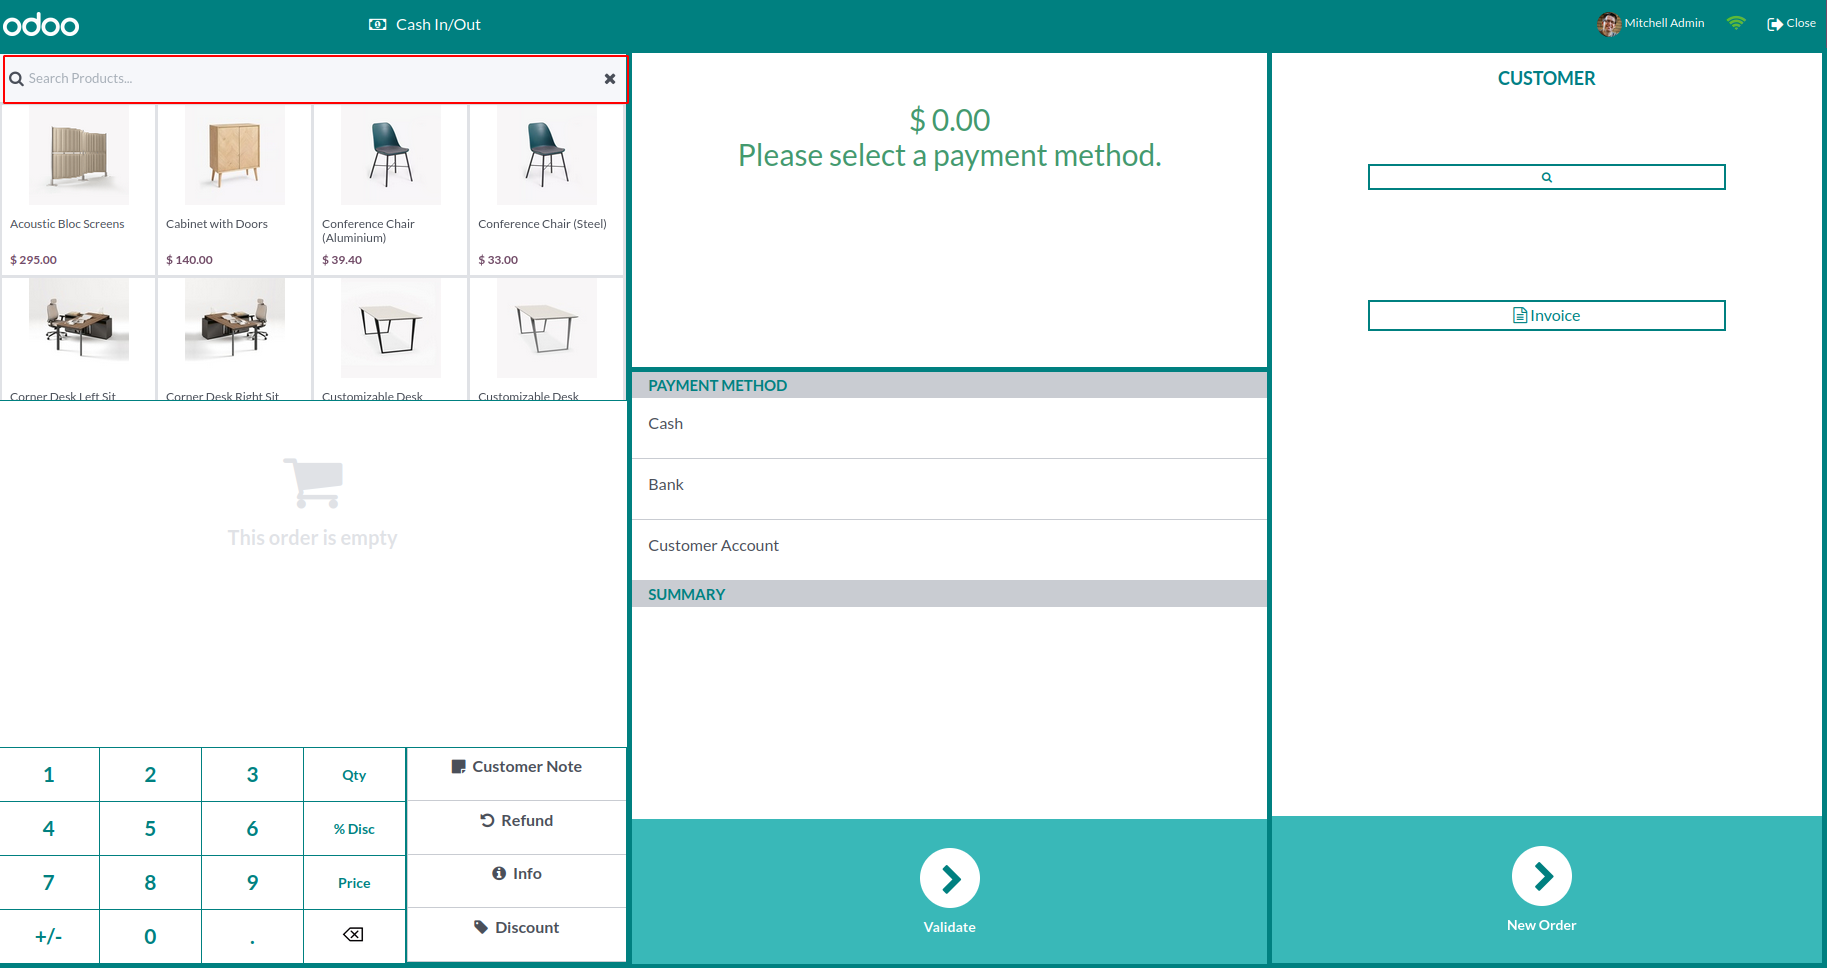 odoo
Cash In/Out
Mitchell Admin
Close
Search Products...
Acoustic Bloc Screens
$ 295.00
Cabinet with Doors
$ 140.00
Conference Chair
(Aluminium)
$ 39.40
Conference Chair (Steel)
$ 33.00
Corner Desk Left Sit
Corner Desk Right Sit
Customizable Desk
Customizable Desk
This order is empty
1
2
3
Qty
4
5
6
% Disc
7
8
9
Price
+/-
0
.
Customer Note
Refund
Info
Discount
$ 0.00
Please select a payment method.
PAYMENT METHOD
Cash
Bank
Customer Account
SUMMARY
Validate
CUSTOMER
Invoice
New Order